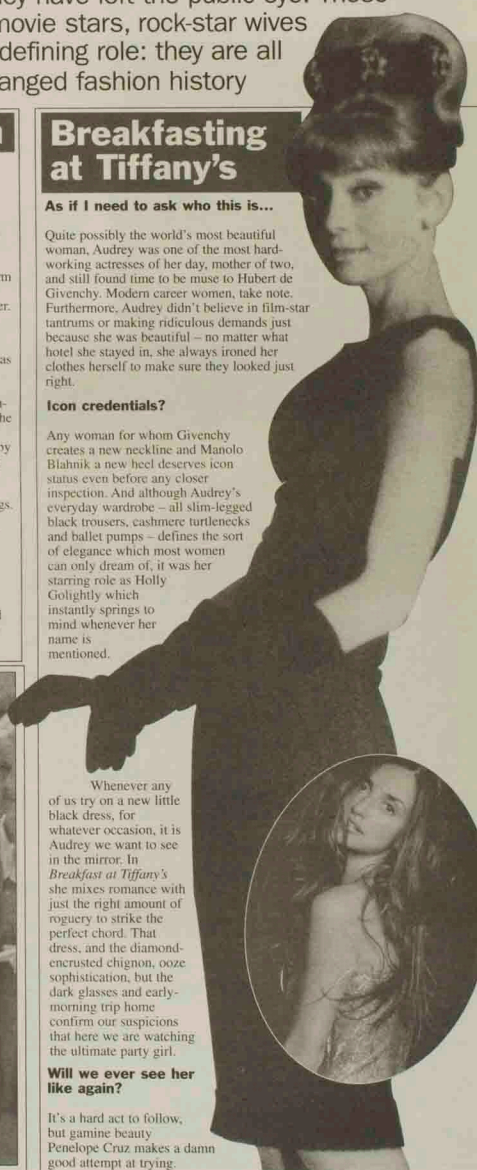 movie stars, rock-star wives
defining role: they are all
anged fashion history
Breakfasting
at Tiffany's
As if I need to ask who this is...
Quite possibly the world's most beautiful
woman, Audrey was one of the most hard-
working actresses of her day, mother of two,
and still found time to be muse to Hubert de
Givenchy. Modern career women, take note.
Furthermore, Audrey didn't believe in film-star
tantrums or making ridiculous demands just
because she was beautiful – no matter what
hotel she stayed in, she always ironed her
clothes herself to make sure they looked just
right.
Icon credentials?
Any woman for whom Givenchy
creates a new neckline and Manolo
Blahnik a new heel deserves icon
status even before any closer
inspection. And although Audrey's
everyday wardrobe – all slim-legged
black trousers, cashmere turtlenecks
and ballet pumps – defines the sort
of elegance which most women
can only dream of, it was her
starring role as Holly
Golightly which
instantly springs to
mind whenever her
name is
mentioned.
Whenever any
of us try on a new little
black dress, for
whatever occasion, it is
Audrey we want to see
in the mirror. In
Breakfast at Tiffany's
she mixes romance with
just the right amount of
roguery to strike the
perfect chord. That
dress, and the diamond-
encrusted chignon, ooze
sophistication, but the
dark glasses and early-
morning trip home
confirm our suspicions
that here we are watching
the ultimate party girl.
Will we ever see her
like again?
It's a hard act to follow,
but gamine beauty
Penelope Cruz makes a damn
good attempt at trying.